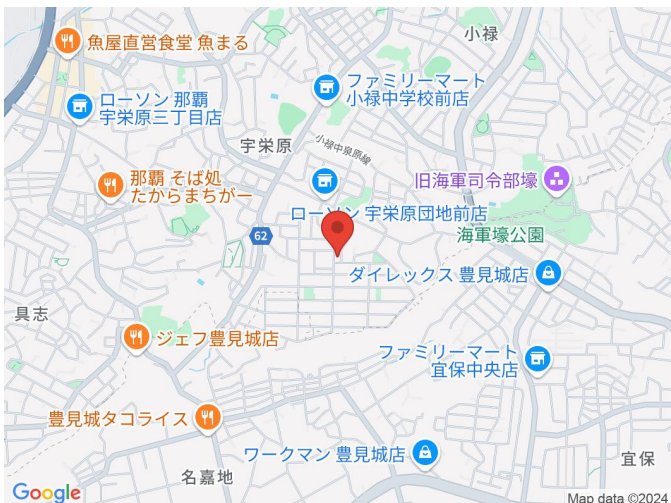 小禄
魚屋直営食堂 魚まる
ファミリーマート
小禄中学校前店
ローソン 那覇
宇栄原三丁目店
宇栄原
小禄中泉原線
那覇 そば処
たからまちがー
旧海軍司令部壕
ローソン 宇栄原団地前店
62
海軍壕公園
ダイレックス 豊見城店
具志
ジェフ豊見城店
ファミリーマート
宜保中央店
豊見城タコライス
ワークマン 豊見城店
宜保
名嘉地
Google
Map data ©2024